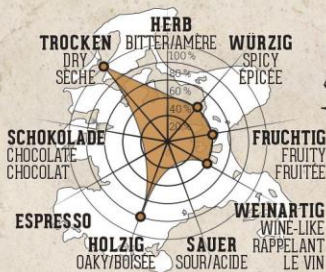 HERB
BITTER/AMÈRE
TROCKEN
DRY
SÈCHE
WÜRZIG
SPICY
ÉPICÉE
100 %
80 %
60 %
40 %
20 %
SCHOKOLADE
CHOCOLATE
CHOCOLAT
FRUCHTIG
FRUITY
FRUITÉE
ESPRESSO
WEINARTIG
WINE-LIKE
RAPPELANT
LE VIN
HOLZIG
OAKY/BOISÉE
SAUER
SOUR/ACIDE